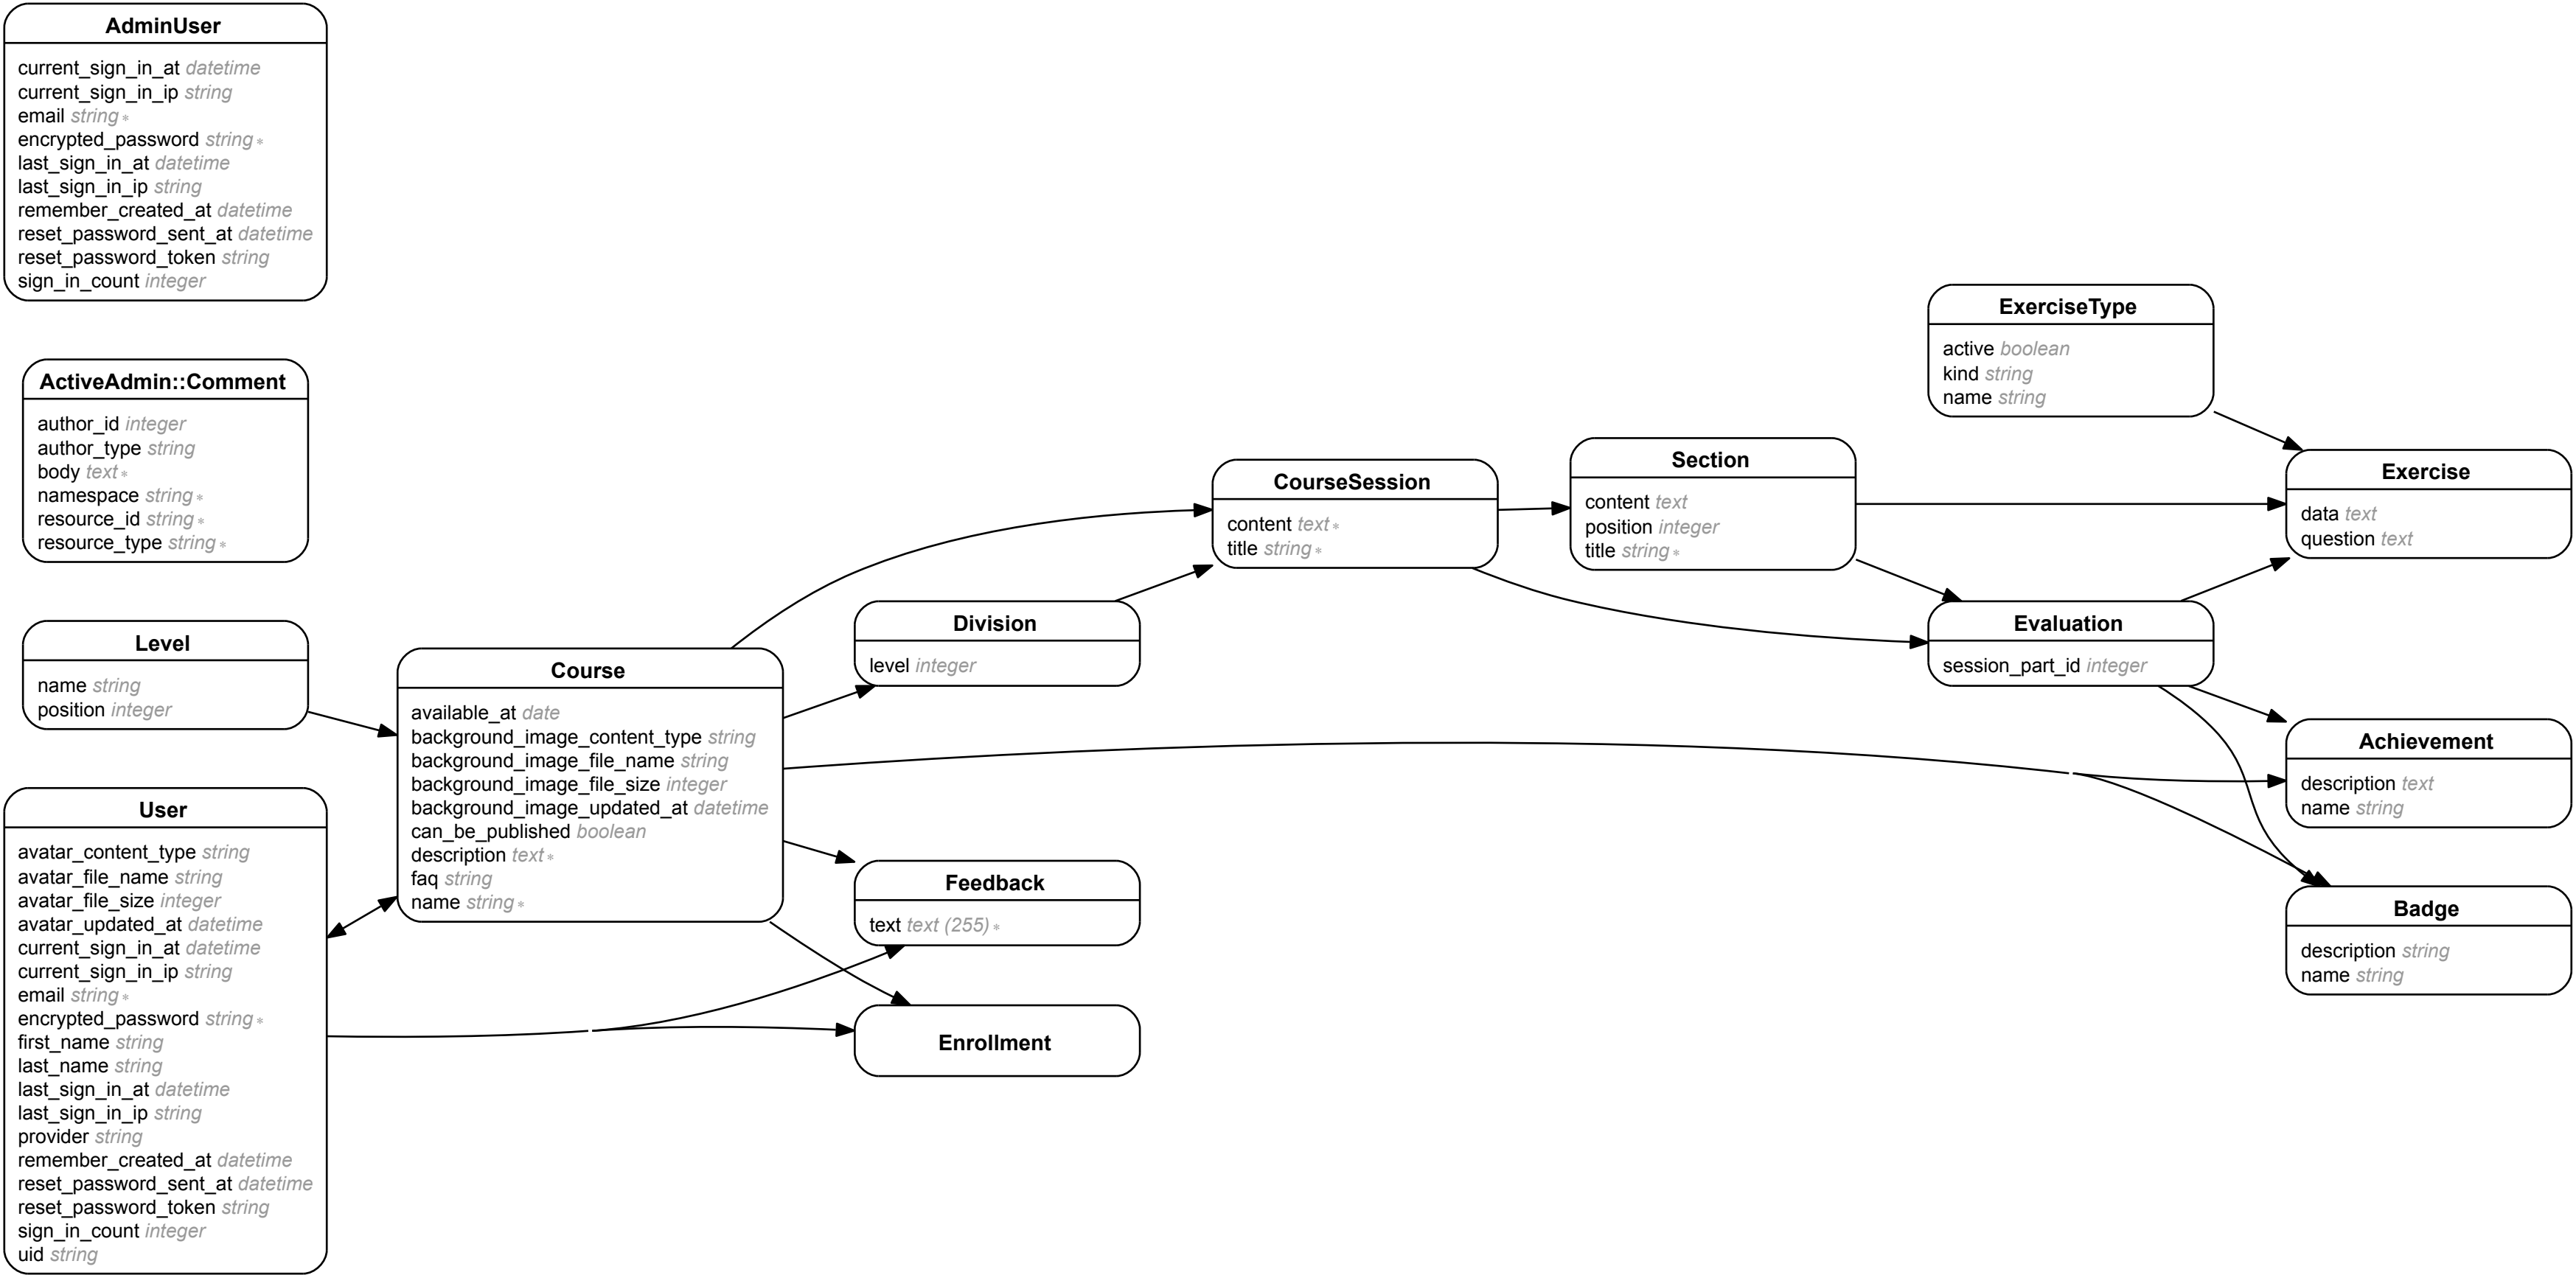 AdminUser
current_sign_in_at datetime
current_sign_in_ip string
email string *
encrypted_password string *
last_sign_in_at datetime
last_sign_in_ip string
remember_created_at datetime
reset_password_sent_at datetime
reset_password_token string
sign_in_count integer
ActiveAdmin::Comment
author_id integer
author_type string
body text *
namespace string *
resource_id string *
resource_type string *
Level
name string
position integer
User
avatar_content_type string
avatar_file_name string
avatar_file_size integer
avatar_updated_at datetime
current_sign_in_at datetime
current_sign_in_ip string
email string *
encrypted_password string *
first_name string
last_name string
last_sign_in_at datetime
last_sign_in_ip string
provider string
remember_created_at datetime
reset_password_sent_at datetime
reset_password_token string
sign_in_count integer
uid string
Course
available_at date
background_image_content_type string
background_image_file_name string
background_image_file_size integer
background_image_updated_at datetime
can_be_published boolean
description text *
faq string
name string *
Division
level integer
Feedback
text text (255) *
Enrollment
CourseSession
content text *
title string *
Section
content text
position integer
title string *
ExerciseType
active boolean
kind string
name string
Evaluation
session_part_id integer
Exercise
data text
question text
Achievement
description text
name string
Badge
description string
name string